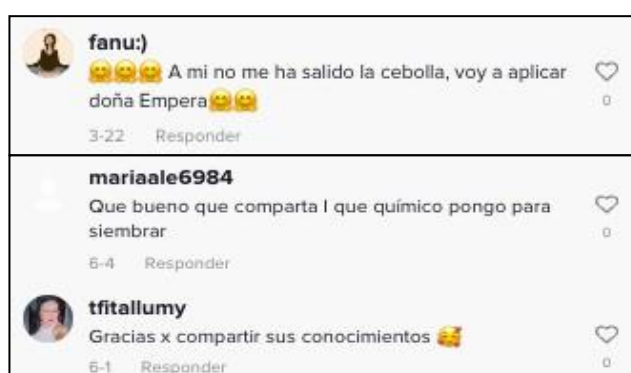 fanu:)
🤗🤗🤗 A mi no me ha salido la cebolla, voy a aplicar
doña Empera🤗🤗
0
3-22 Responder
mariaale6984
Que bueno que comparta I que químico pongo para
siembrar
0
6-4 Responder
tfitallumy
Gracias x compartir sus conocimientos 🥰
0
6-1 Responder